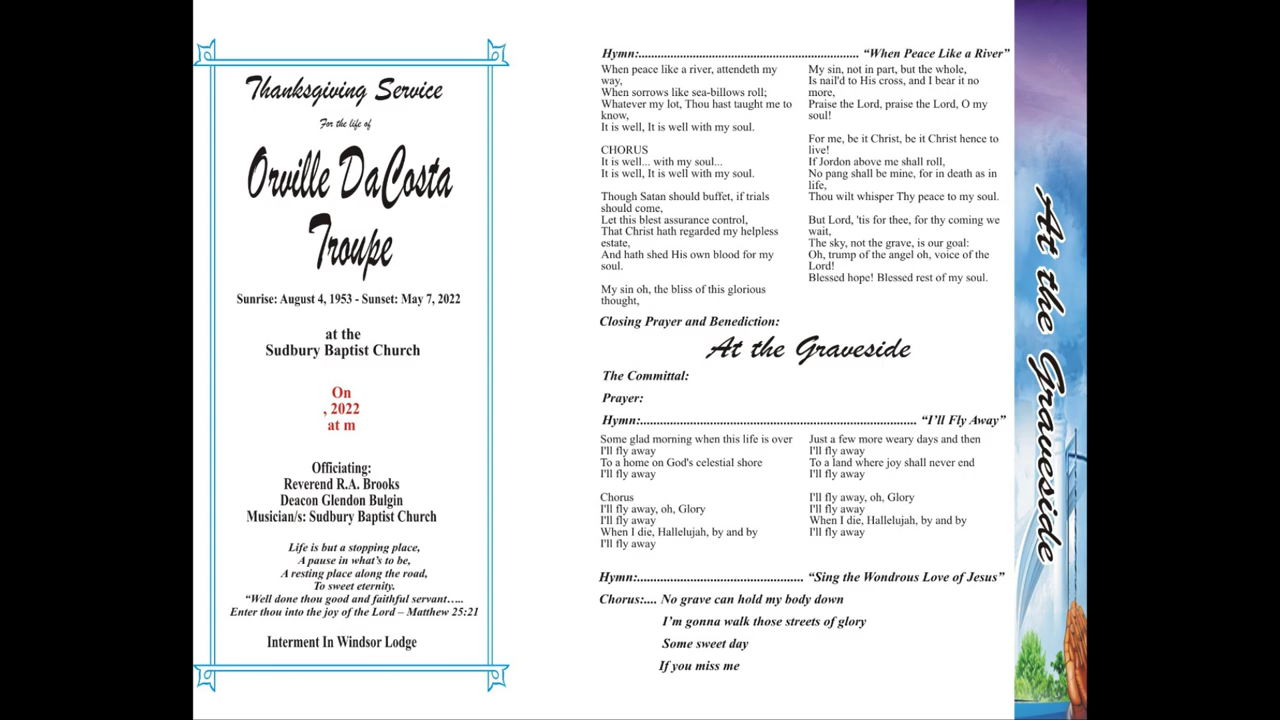 Thanksgiving Service
For the life of
Orville DaCosta
Troupe
Sunrise: August 4, 1953 - Sunset: May 7, 2022
at the
Sudbury Baptist Church
On
, 2022
at m
Officiating:
Reverend R.A. Brooks
Deacon Glendon Bulgin
Musician/s: Sudbury Baptist Church
Life is but a stopping place,
A pause in what's to be,
A resting place along the road,
To sweet eternity.
“Well done thou good and faithful servant…..
Enter thou into the joy of the Lord – Matthew 25:21
Interment In Windsor Lodge
Hymn:...................................................................... “When Peace Like a River”
When peace like a river, attendeth my
way,
When sorrows like sea-billows roll;
Whatever my lot, Thou hast taught me to
know,
It is well, It is well with my soul.
CHORUS
It is well... with my soul...
It is well, It is well with my soul.
Though Satan should buffet, if trials
should come,
Let this blest assurance control,
That Christ hath regarded my helpless
estate,
And hath shed His own blood for my
soul.
My sin oh, the bliss of this glorious
thought,
My sin, not in part, but the whole,
Is nail'd to His cross, and I bear it no
more,
Praise the Lord, praise the Lord, O my
soul!
For me, be it Christ, be it Christ hence to
live!
If Jordon above me shall roll,
No pang shall be mine, for in death as in
life,
Thou wilt whisper Thy peace to my soul.
But Lord, 'tis for thee, for thy coming we
wait,
The sky, not the grave, is our goal:
Oh, trump of the angel oh, voice of the
Lord!
Blessed hope! Blessed rest of my soul.
Closing Prayer and Benediction:
At the Graveside
The Committal:
Prayer:
Hymn:........................................................................................ “I'll Fly Away”
Some glad morning when this life is over
I'll fly away
To a home on God's celestial shore
I'll fly away
Chorus
I'll fly away, oh, Glory
I'll fly away
When I die, Hallelujah, by and by
I'll fly away
Just a few more weary days and then
I'll fly away
To a land where joy shall never end
I'll fly away
I'll fly away, oh, Glory
I'll fly away
When I die, Hallelujah, by and by
I'll fly away
Hymn:..................................................... “Sing the Wondrous Love of Jesus”
Chorus:.... No grave can hold my body down
I'm gonna walk those streets of glory
Some sweet day
If you miss me
At the Graveside